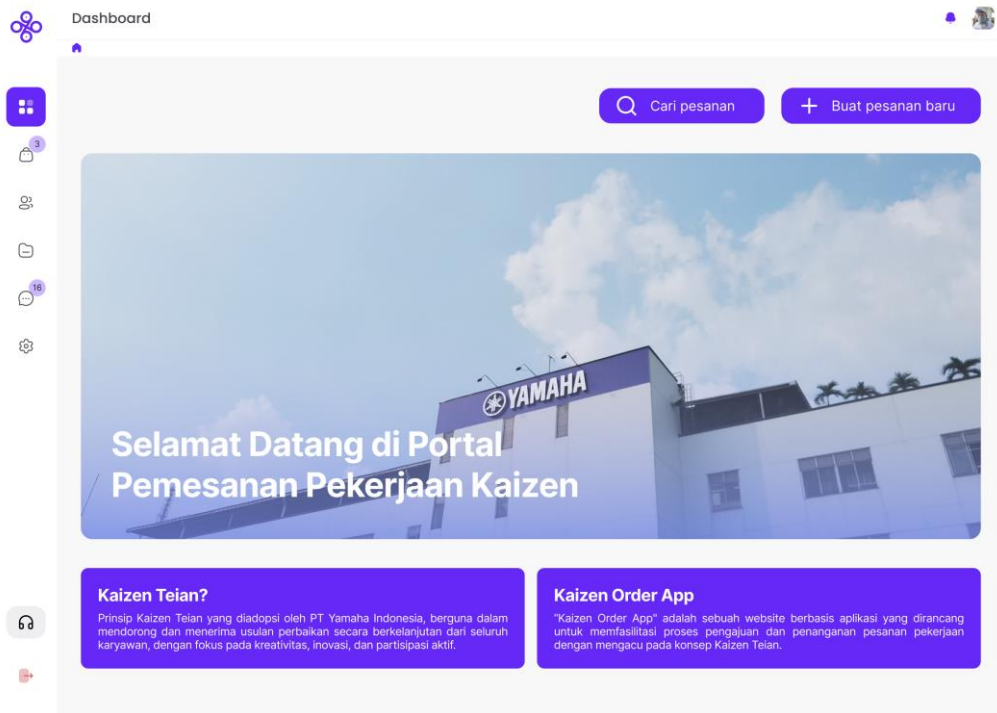 Dashboard
Cari pesanan
Buat pesanan baru
3
16
YAMAHA
Selamat Datang di Portal
Pemesanan Pekerjaan Kaizen
Kaizen Teian?
Prinsip Kaizen Teian yang diadopsi oleh PT Yamaha Indonesia, berguna dalam
mendorong dan menerima usulan perbaikan secara berkelanjutan dari seluruh
karyawan, dengan fokus pada kreativitas, inovasi, dan partisipasi aktif.
Kaizen Order App
"Kaizen Order App" adalah sebuah website berbasis aplikasi yang dirancang
untuk memfasilitasi proses pengajuan dan penanganan pesanan pekerjaan
dengan mengacu pada konsep Kaizen Teian.